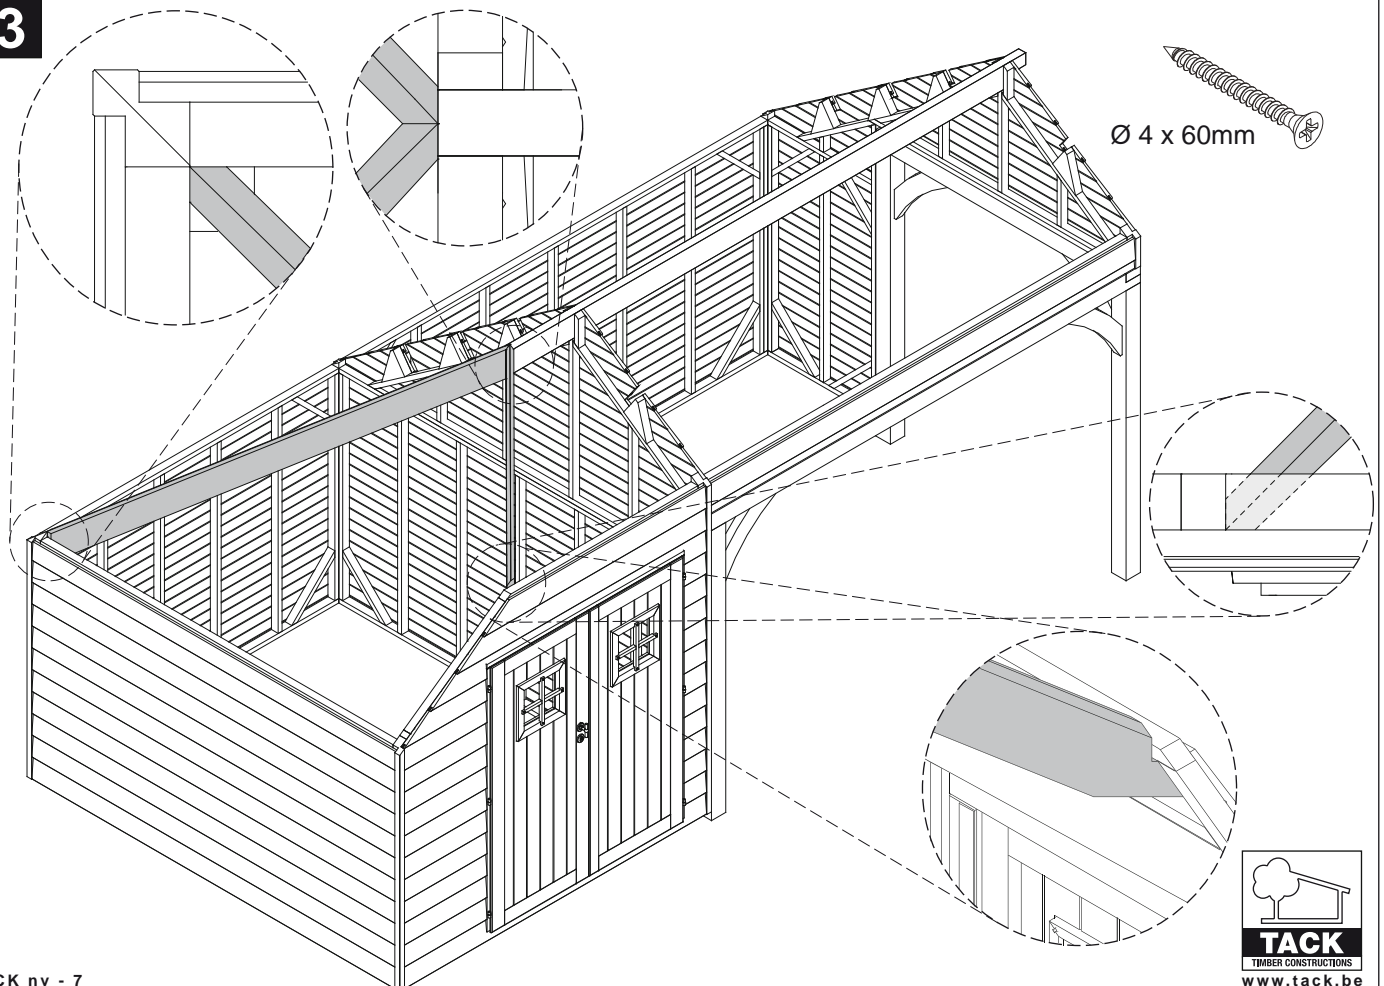 3
Ø 4 x 60mm
TACK
TIMBER CONSTRUCTIONS
www.tack.be
CK nv - 7